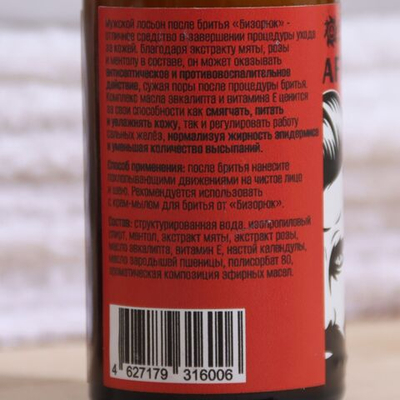 Мужской лосьон после бритья «бизорюк» -
отличное средство в завершении процедуры ухода
за кожей. Благодаря экстракту мяты, розы
и ментолу в составе, он может оказывать
антисептическое и противовоспалительное
действие, сужая поры после процедуры бритья.
Комплекс масла эвкалипта и витамина Е ценится
за свои способности как смягчать, питать
и увлажнять кожу, так и регулировать работу
сальных желёз, нормализуя жирность эпидермиса
и уменьшая количество высыпаний.
Способ применения: после бритья нанесите
похлопывающими движениями на чистое лицо
и шею. Рекомендуется использовать
с крем-мылом для бритья от «бизорюк».
Состав: структурированная вода, изопропиловый
спирт, ментол, экстракт мяты, экстракт розы,
масло эвкалипта, витамин Е, настой календулы,
масло зародышей пшеницы, полисорбат 80,
ароматическая композиция эфирных масел.
4 627179 316006
AF